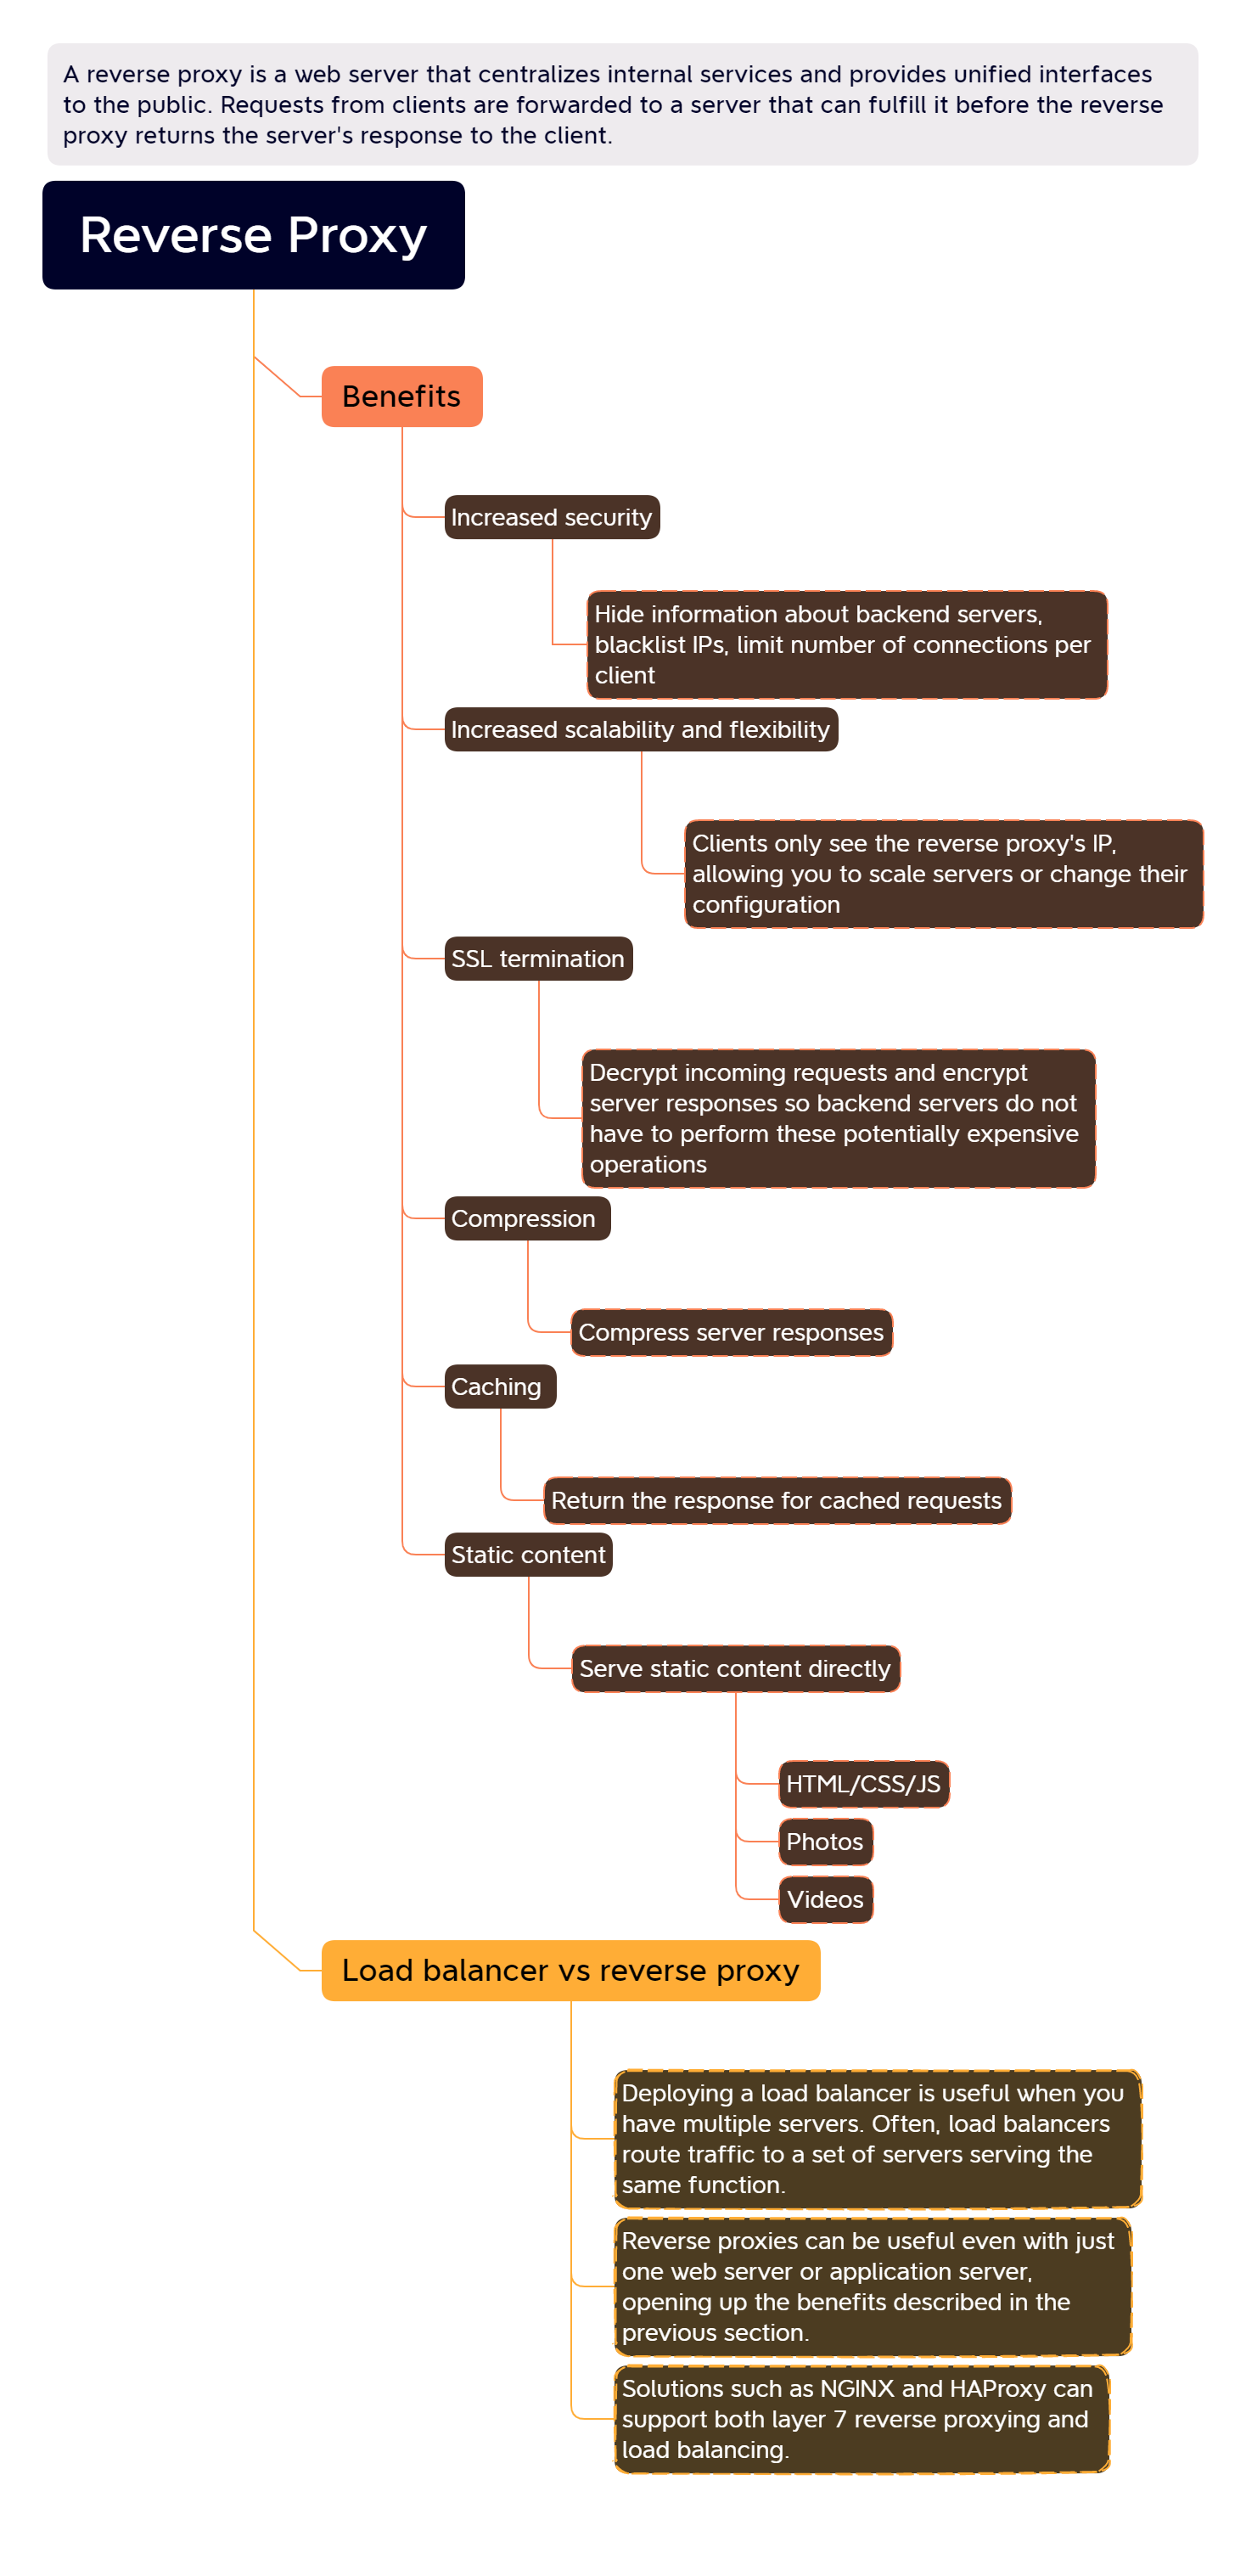 A reverse proxy is a web server that centralizes internal services and provides unified interfaces
to the public. Requests from clients are forwarded to a server that can fulfill it before the reverse
proxy returns the server's response to the client.
Reverse Proxy
Benefits
Increased security
Hide information about backend servers,
blacklist IPs, limit number of connections per
client
Increased scalability and flexibility
Clients only see the reverse proxy's IP,
allowing you to scale servers or change their
configuration
SSL termination
Decrypt incoming requests and encrypt
server responses so backend servers do not
have to perform these potentially expensive
operations
Compression
Compress server responses
Caching
Return the response for cached requests
Static content
Serve static content directly
HTML/CSS/JS
Photos
Videos
Load balancer vs reverse proxy
Deploying a load balancer is useful when you
have multiple servers. Often, load balancers
route traffic to a set of servers serving the
same function.
Reverse proxies can be useful even with just
one web server or application server,
opening up the benefits described in the
previous section.
Solutions such as NGINX and HAProxy can
support both layer 7 reverse proxying and
load balancing.